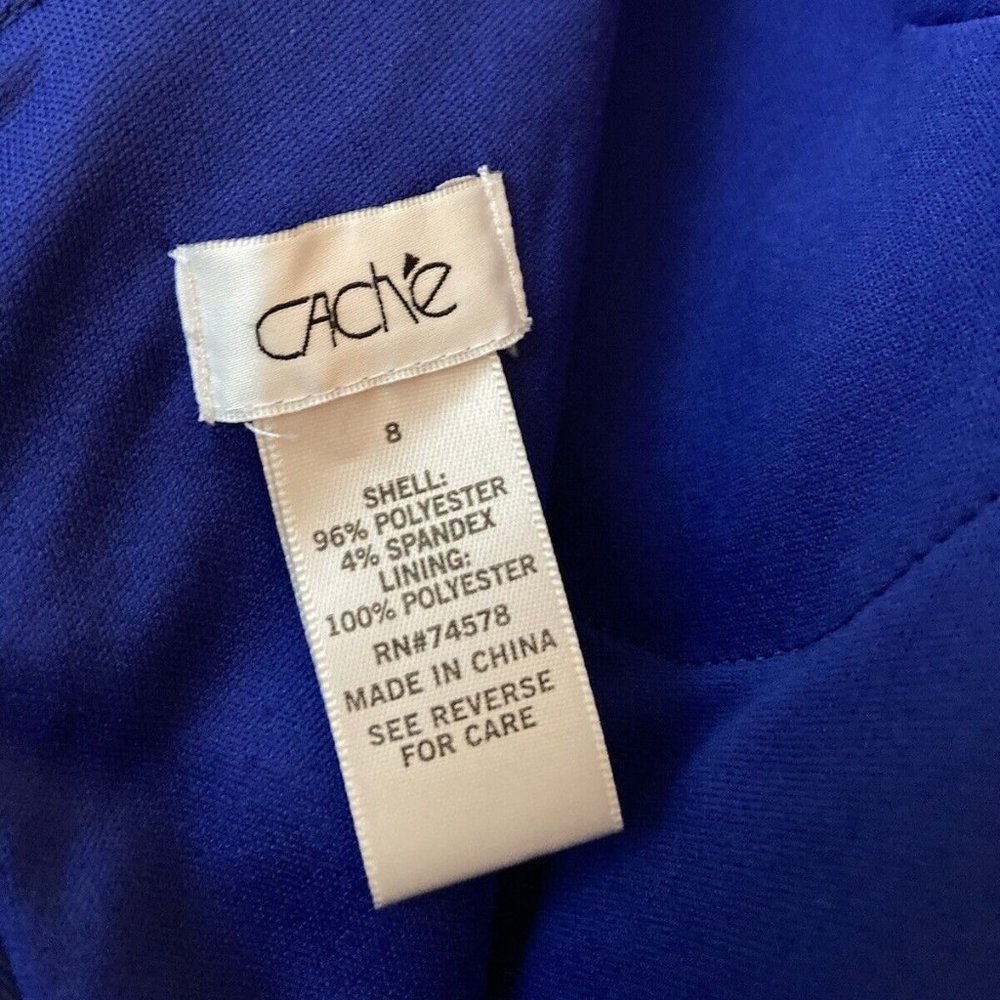 CAChé
8
SHELL:
96% POLYESTER
4% SPANDEX
LINING:
100% POLYESTER
RN#74578
MADE IN CHINA
SEE REVERSE
FOR CARE